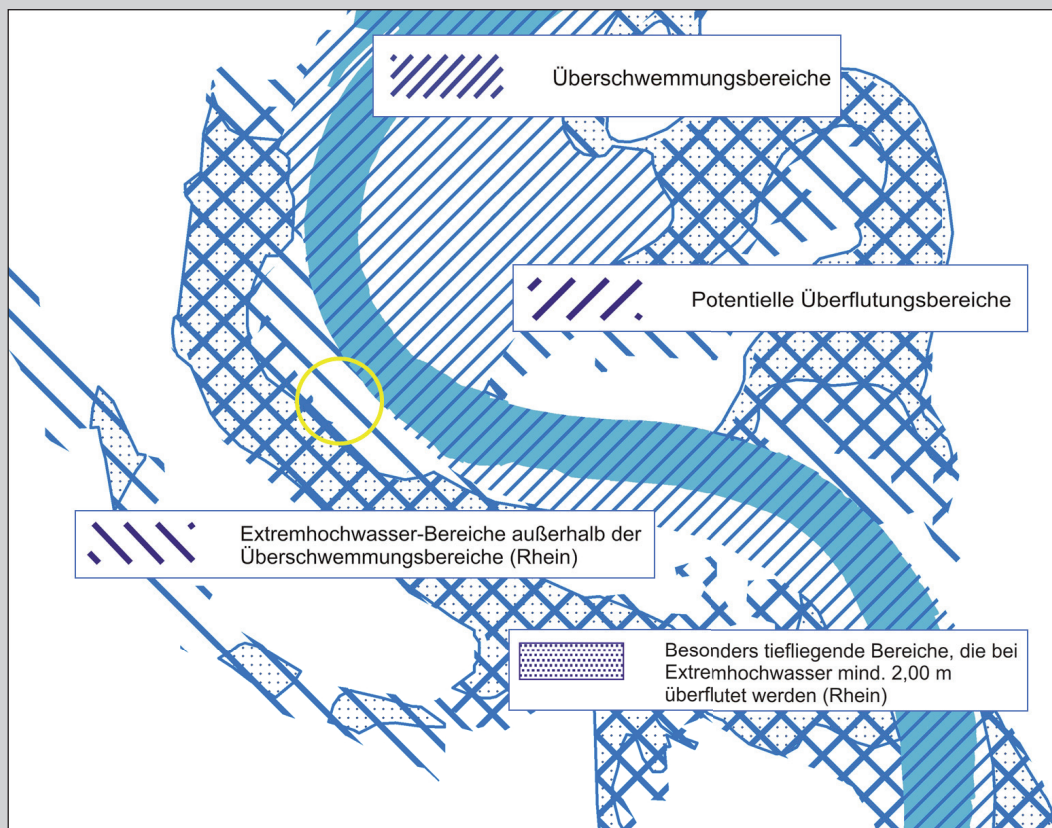 Überschwemmungsbereiche
Potentielle Überflutungsbereiche
Extremhochwasser-Bereiche außerhalb der
Überschwemmungsbereiche (Rhein)
Besonders tiefliegende Bereiche, die bei
Extremhochwasser mind. 2,00 m
überflutet werden (Rhein)